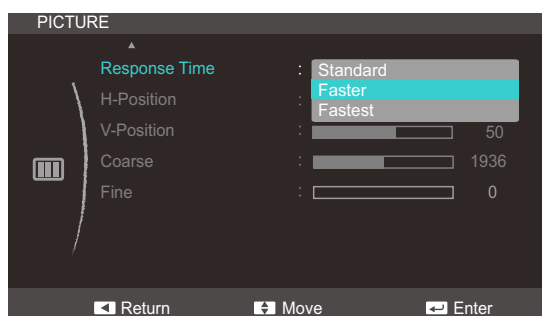 PICTURE
Response Time : Standard
Faster
Fastest
H-Position :
V-Position : 50
Coarse : 1936
Fine : 0
Return Move Enter